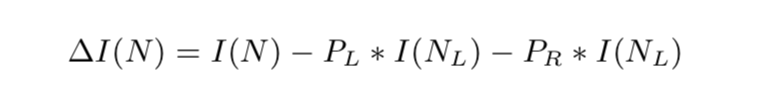 ΔI(N) = I(N) − P_L * I(N_L) − P_R * I(N_L)